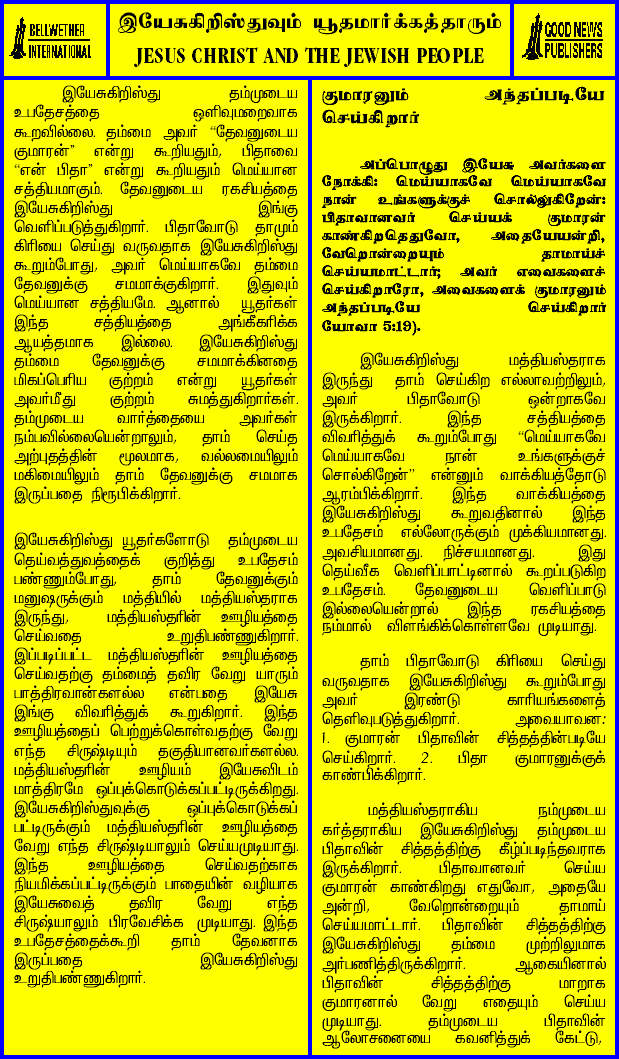 BELLWETHER
INTERNATIONAL
இயேசுகிறிஸ்துவும் யூதமார்க்கத்தாரும்
JESUS CHRIST AND THE JEWISH PEOPLE
GOOD NEWS
PUBLISHERS
இயேசுகிறிஸ்து தம்முடைய
உபதேசத்தை ஒளிவுமறைவாக
கூறவில்லை. தம்மை அவர் “தேவனுடைய
குமாரன்” என்று கூறியதும், பிதாவை
“என் பிதா” என்று கூறியதும் மெய்யான
சத்தியமாகும். தேவனுடைய ரகசியத்தை
இயேசுகிறிஸ்து இங்கு
வெளிப்படுத்துகிறார். பிதாவோடு தாமும்
கிரியை செய்து வருவதாக இயேசுகிறிஸ்து
கூறும்போது, அவர் மெய்யாகவே தம்மை
தேவனுக்கு சமமாக்குகிறார். இதுவும்
மெய்யான சத்தியமே. ஆனால் யூதர்கள்
இந்த சத்தியத்தை அங்கீகரிக்க
ஆயத்தமாக இல்லை. இயேசுகிறிஸ்து
தம்மை தேவனுக்கு சமமாக்கினதை
மிகப்பெரிய குற்றம் என்று யூதர்கள்
அவர்மீது குற்றம் சுமத்துகிறார்கள்.
தம்முடைய வார்த்தையை அவர்கள்
நம்பவில்லையென்றாலும், தாம் செய்த
அற்புதத்தின் மூலமாக, வல்லமையிலும்
மகிமையிலும் தாம் தேவனுக்கு சமமாக
இருப்பதை நிரூபிக்கிறார்.
இயேசுகிறிஸ்து யூதர்களோடு தம்முடைய
தெய்வத்துவத்தைக் குறித்து உபதேசம்
பண்ணும்போது, தாம் தேவனுக்கும்
மனுஷருக்கும் மத்தியில் மத்தியஸ்தராக
இருந்து, மத்தியஸ்தரின் ஊழியத்தை
செய்வதை உறுதிபண்ணுகிறார்.
இப்படிப்பட்ட மத்தியஸ்தரின் ஊழியத்தை
செய்வதற்கு தம்மைத் தவிர வேறு யாரும்
பாத்திரவான்களல்ல என்பதை இயேசு
இங்கு விவரித்துக் கூறுகிறார். இந்த
ஊழியத்தைப் பெற்றுக்கொள்வதற்கு வேறு
எந்த சிருஷ்டியும் தகுதியானவர்களல்ல.
மத்தியஸ்தரின் ஊழியம் இயேசுவிடம்
மாத்திரமே ஒப்புக்கொடுக்கப்பட்டிருக்கிறது.
இயேசுகிறிஸ்துவுக்கு ஒப்புக்கொடுக்கப்
பட்டிருக்கும் மத்தியஸ்தரின் ஊழியத்தை
வேறு எந்த சிருஷ்டியாலும் செய்யமுடியாது.
இந்த ஊழியத்தை செய்வதற்காக
நியமிக்கப்பட்டிருக்கும் பாதையின் வழியாக
இயேசுவைத் தவிர வேறு எந்த
சிருஷ்யாலும் பிரவேசிக்க முடியாது. இந்த
உபதேசத்தைக்கூறி தாம் தேவனாக
இருப்பதை இயேசுகிறிஸ்து
உறுதிபண்ணுகிறார்.
குமாரனும் அந்தப்படியே
செய்கிறார்
அப்பொழுது இயேசு அவர்களை
நோக்கி: மெய்யாகவே மெய்யாகவே
நான் உங்களுக்குச் சொல்லுகிறேன்:
பிதாவானவர் செய்யக் குமாரன்
காண்கிறதெதுவோ, அதையேயன்றி,
வேறொன்றையும் தாமாய்ச்
செய்யமாட்டார்; அவர் எவைகளைச்
செய்கிறாரோ, அவைகளைக் குமாரனும்
அந்தப்படியே செய்கிறார்
யோவா 5:19).
இயேசுகிறிஸ்து மத்தியஸ்தராக
இருந்து தாம் செய்கிற எல்லாவற்றிலும்,
அவர் பிதாவோடு ஒன்றாகவே
இருக்கிறார். இந்த சத்தியத்தை
விவரித்துக் கூறும்போது “மெய்யாகவே
மெய்யாகவே நான் உங்களுக்குச்
சொல்கிறேன்” என்னும் வாக்கியத்தோடு
ஆரம்பிக்கிறார். இந்த வாக்கியத்தை
இயேசுகிறிஸ்து கூறுவதினால் இந்த
உபதேசம் எல்லோருக்கும் முக்கியமானது.
அவசியமானது. நிச்சயமானது. இது
தெய்வீக வெளிப்பாட்டினால் கூறப்படுகிற
உபதேசம். தேவனுடைய வெளிப்பாடு
இல்லையென்றால் இந்த ரகசியத்தை
நம்மால் விளங்கிக்கொள்ளவே முடியாது.
தாம் பிதாவோடு கிரியை செய்து
வருவதாக இயேசுகிறிஸ்து கூறும்போது
அவர் இரண்டு காரியங்களைத்
தெளிவுபடுத்துகிறார். அவையாவன:
1. குமாரன் பிதாவின் சித்தத்தின்படியே
செய்கிறார். 2. பிதா குமாரனுக்குக்
காண்பிக்கிறார்.
மத்தியஸ்தராகிய நம்முடைய
கர்த்தராகிய இயேசுகிறிஸ்து தம்முடைய
பிதாவின் சித்தத்திற்கு கீழ்ப்படிந்தவராக
இருக்கிறார். பிதாவானவர் செய்ய
குமாரன் காண்கிறது எதுவோ, அதையே
அன்றி, வேறொன்றையும் தாமாய்
செய்யமாட்டார். பிதாவின் சித்தத்திற்கு
இயேசுகிறிஸ்து தம்மை முற்றிலுமாக
அர்பணித்திருக்கிறார். ஆகையினால்
பிதாவின் சித்தத்திற்கு மாறாக
குமாரனால் வேறு எதையும் செய்ய
முடியாது. தம்முடைய பிதாவின்
ஆலோசனையை கவனித்துக் கேட்டு,